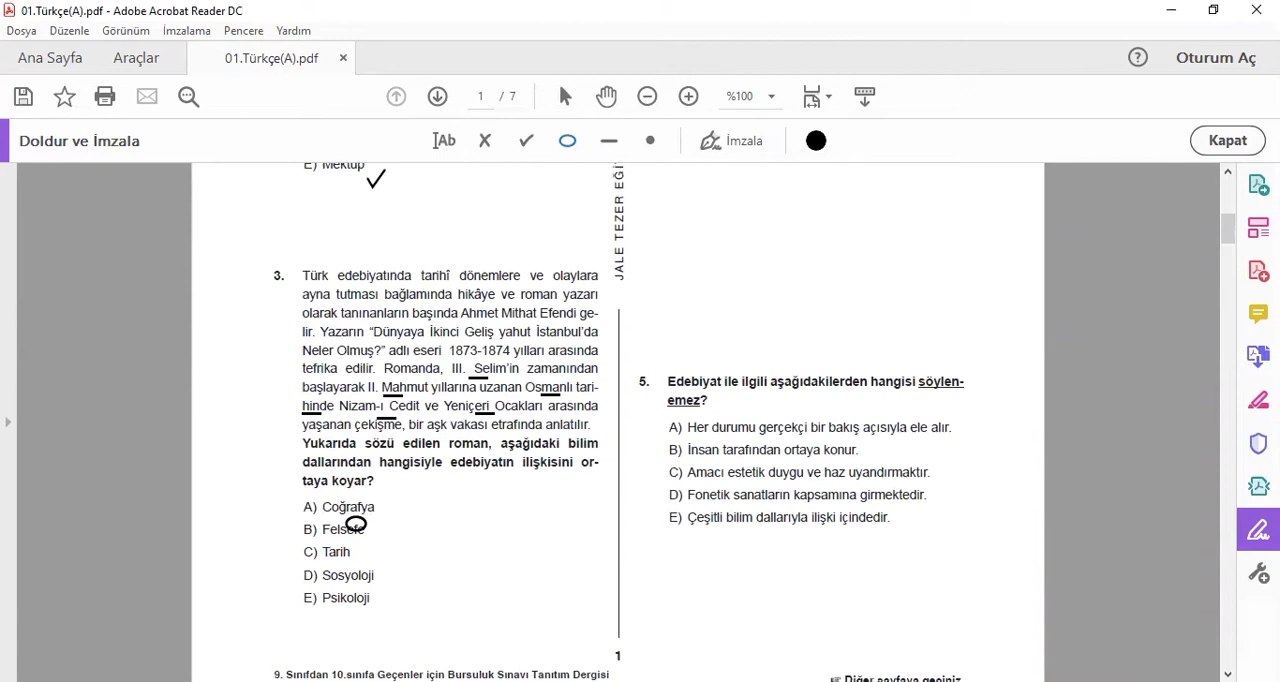 01.Türkçe(A).pdf - Adobe Acrobat Reader DC
Dosya Düzenle Görünüm İmzalama Pencere Yardım
Ana Sayfa Araçlar 01.Türkçe(A).pdf × ? Oturum Aç
1 / 7 %100
Doldur ve İmzala Ab İmzala Kapat
E) Mektup
JALE TEZER EĞİ
3. Türk edebiyatında tarihî dönemlere ve olaylara
ayna tutması bağlamında hikâye ve roman yazarı
olarak tanınanların başında Ahmet Mithat Efendi ge-
lir. Yazarın “Dünyaya İkinci Geliş yahut İstanbul’da
Neler Olmuş?” adlı eseri 1873-1874 yılları arasında
tefrika edilir. Romanda, III. Selim’in zamanından
başlayarak II. Mahmut yıllarına uzanan Osmanlı tari-
hinde Nizam-ı Cedit ve Yeniçeri Ocakları arasında
yaşanan çekişme, bir aşk vakası etrafında anlatılır.
Yukarıda sözü edilen roman, aşağıdaki bilim
dallarından hangisiyle edebiyatın ilişkisini or-
taya koyar?
A) Coğrafya
B) Felsefe
C) Tarih
D) Sosyoloji
E) Psikoloji
5. Edebiyat ile ilgili aşağıdakilerden hangisi söylen-
emez?
A) Her durumu gerçekçi bir bakış açısıyla ele alır.
B) İnsan tarafından ortaya konur.
C) Amacı estetik duygu ve haz uyandırmaktır.
D) Fonetik sanatların kapsamına girmektedir.
E) Çeşitli bilim dallarıyla ilişki içindedir.
1
9. Sınıfdan 10.sınıfa Geçenler için Bursuluk Sınavı Tanıtım Dergisi
Diğer sayfaya geçiniz